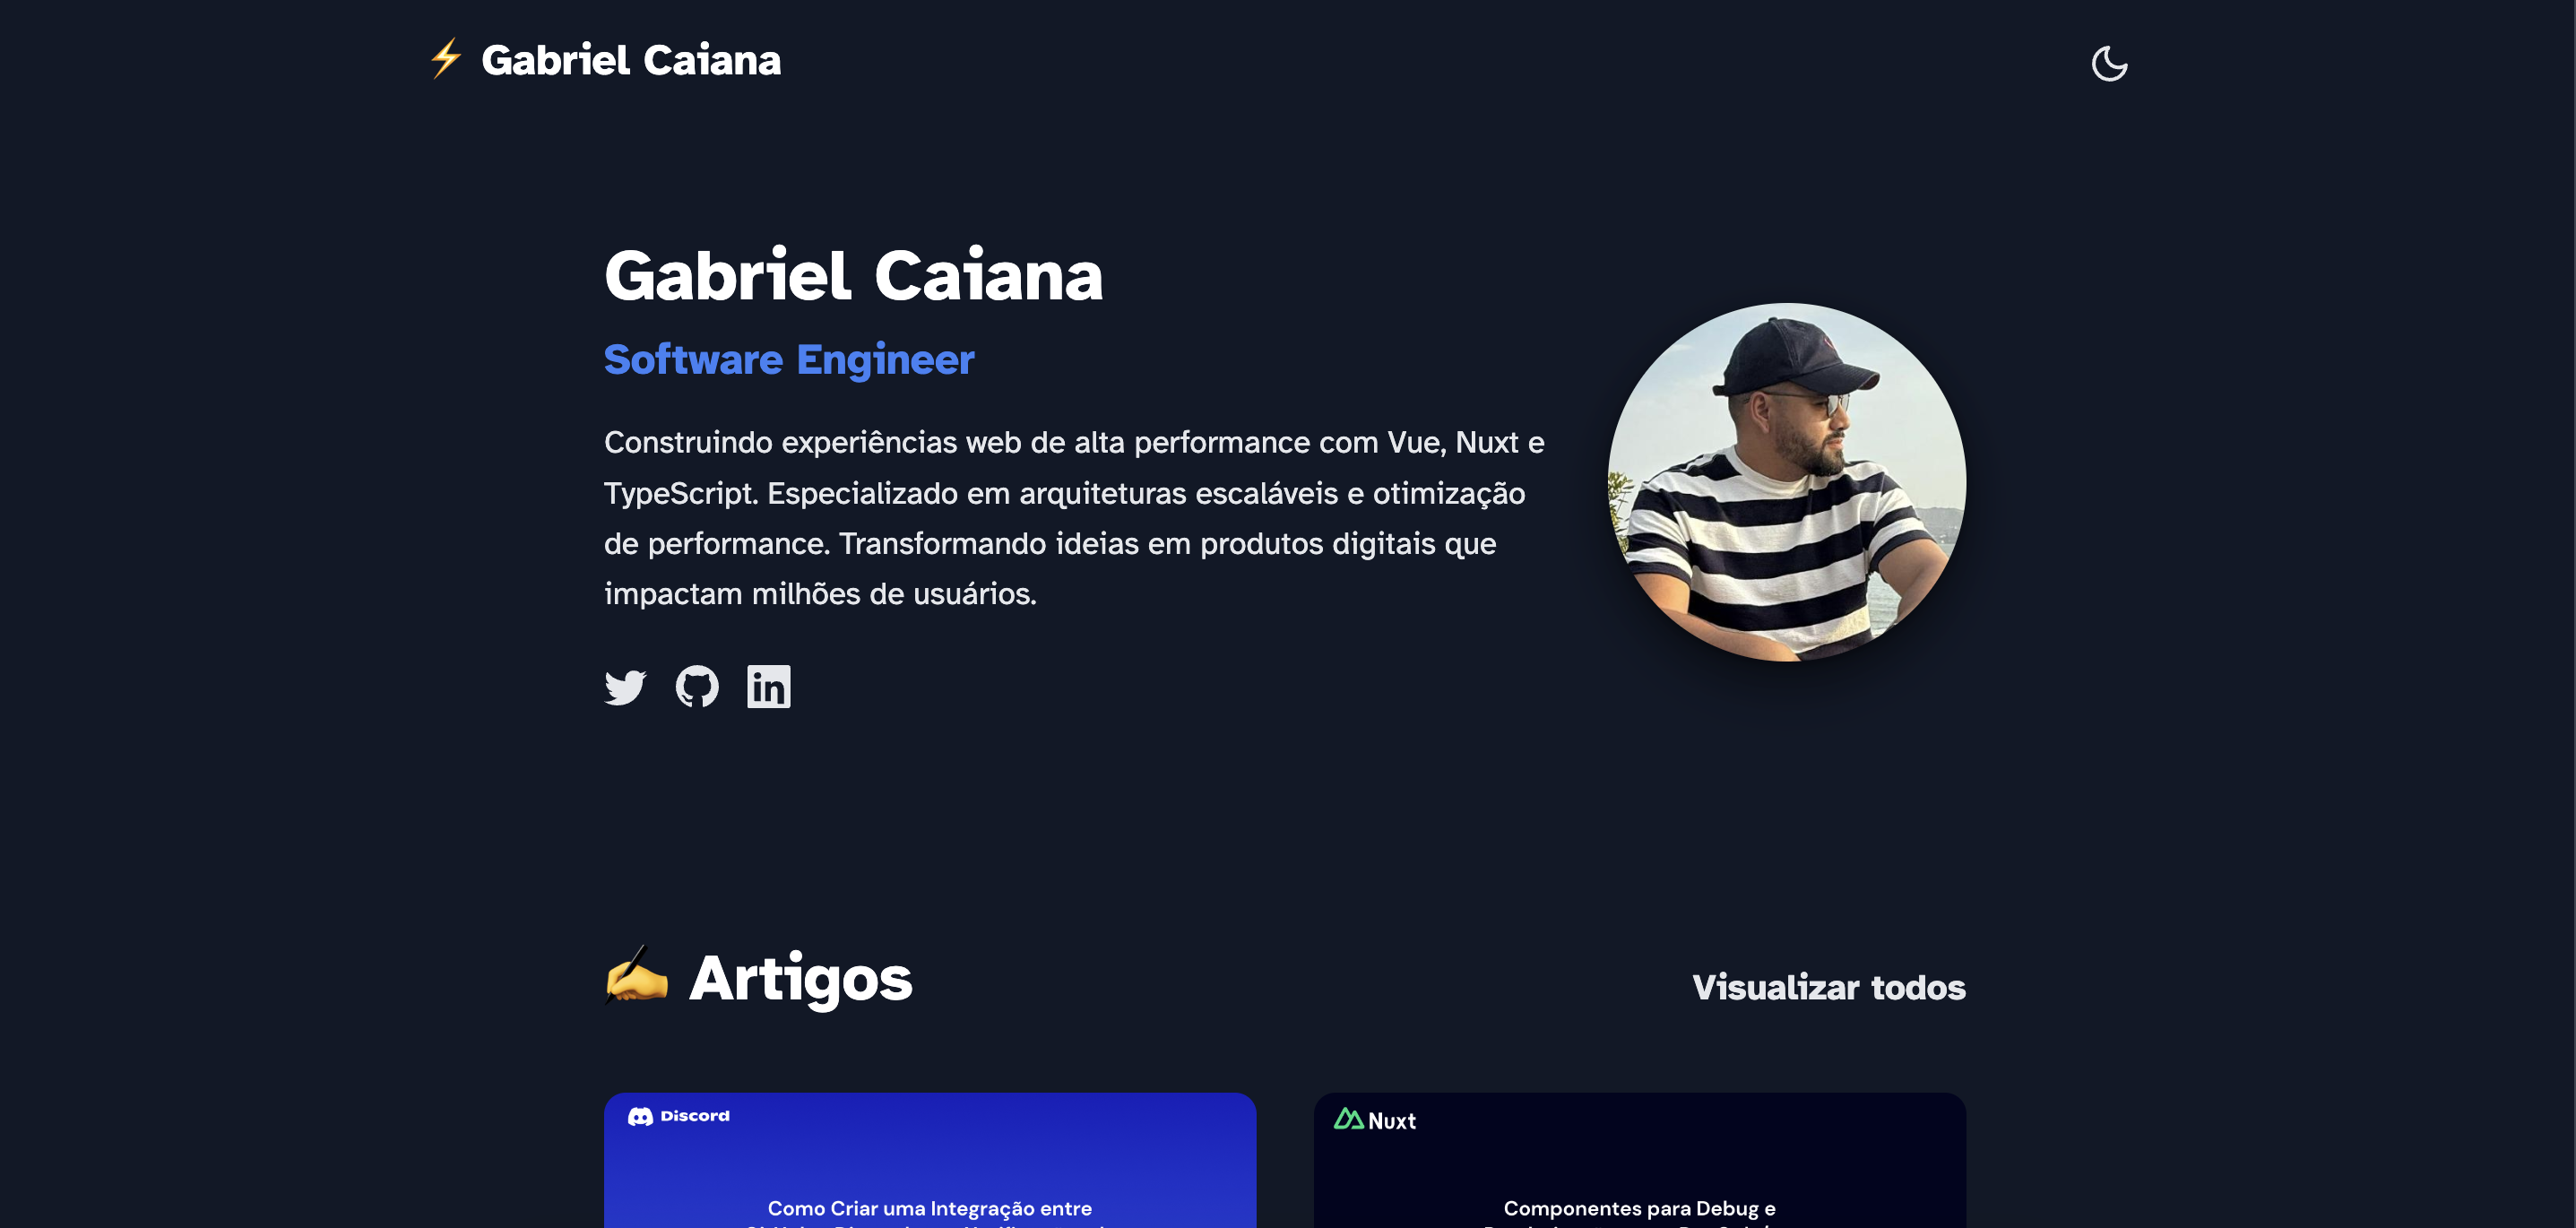 ⚡ Gabriel Caiana
Gabriel Caiana
Software Engineer
Construindo experiências web de alta performance com Vue, Nuxt e
TypeScript. Especializado em arquiteturas escaláveis e otimização
de performance. Transformando ideias em produtos digitais que
impactam milhões de usuários.
in
✍️ Artigos
Visualizar todos
Discord
Nuxt
Como Criar uma Integração entre
Componentes para Debug e